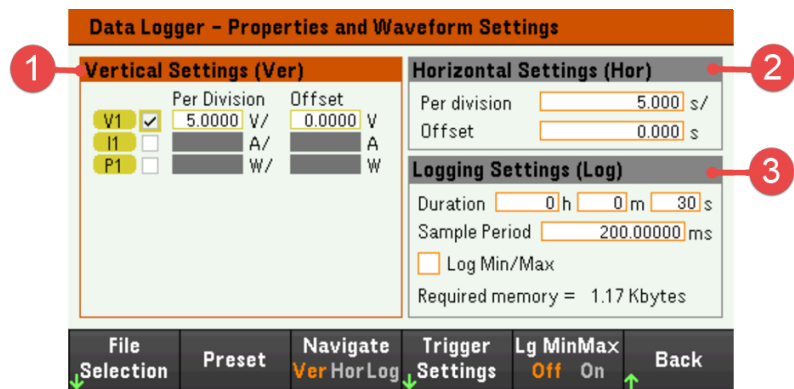 Data Logger – Properties and Waveform Settings
1
Vertical Settings (Ver)
Per Division Offset
V1 5.0000 V/ 0.0000 V
I1 A/ A
P1 W/ W
Horizontal Settings (Hor)
2
Per division 5.000 s/
Offset 0.000 s
Logging Settings (Log)
3
Duration 0 h 0 m 30 s
Sample Period 200.00000 ms
Log Min/Max
Required memory = 1.17 Kbytes
File Selection
Preset
Navigate
Ver Hor Log
Trigger Settings
Lg MinMax
Off On
Back